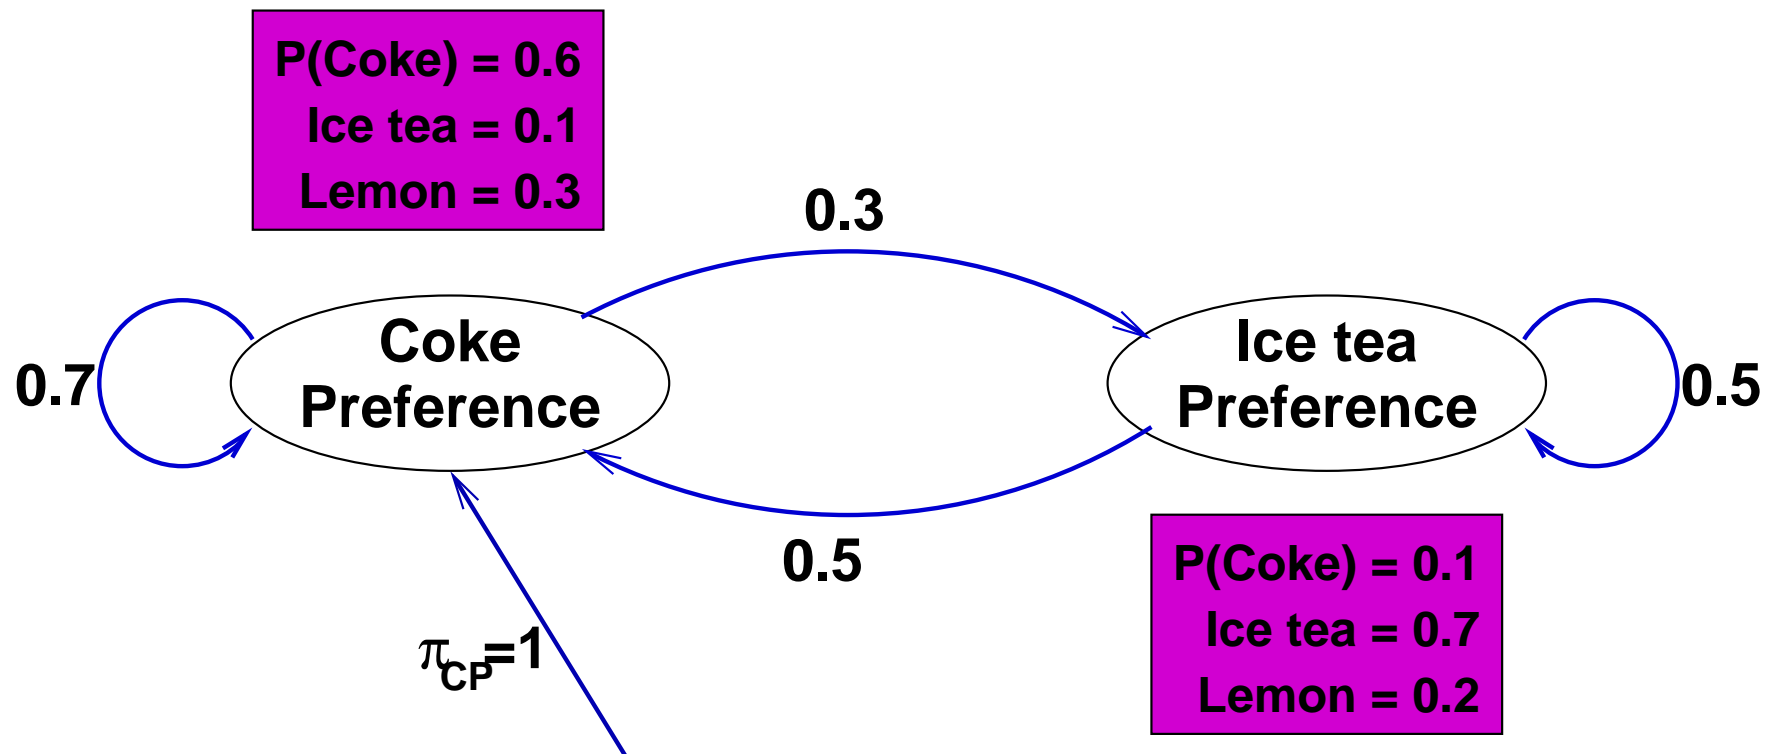 P(Coke) = 0.6
Ice tea = 0.1
Lemon = 0.3
0.3
Coke
Preference
Ice tea
Preference
0.7
0.5
0.5
πCP=1
P(Coke) = 0.1
Ice tea = 0.7
Lemon = 0.2